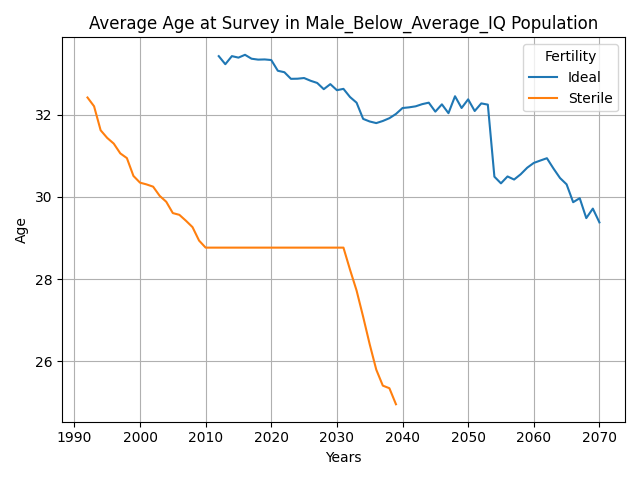 Average Age at Survey in Male_Below_Average_IQ Population
Fertility
Ideal
Sterile
Age
32
30
28
26
1990 2000 2010 2020 2030 2040 2050 2060 2070
Years